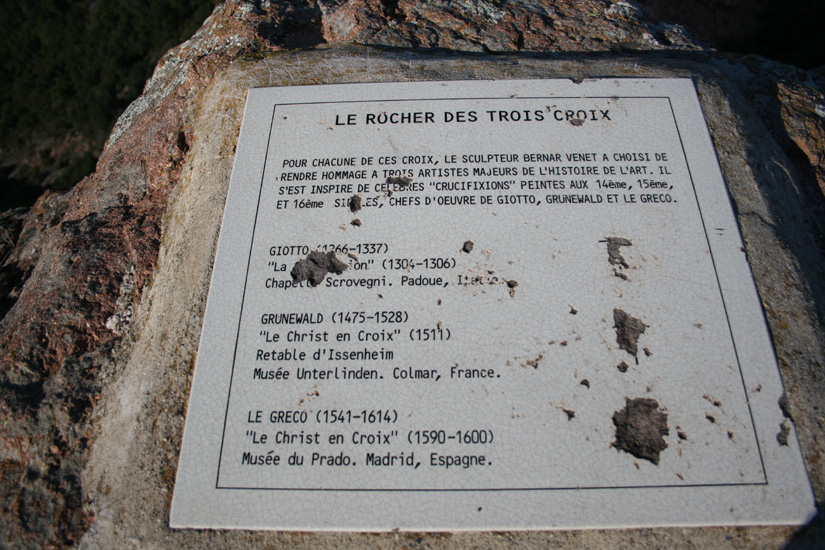 LE ROCHER DES TROIS CROIX
POUR CHACUNE DE CES CROIX, LE SCULPTEUR BERNAR VENET A CHOISI DE
RENDRE HOMMAGE A TROIS ARTISTES MAJEURS DE L'HISTOIRE DE L'ART. IL
S'EST INSPIRE DE CELEBRES "CRUCIFIXIONS" PEINTES AUX 14ème, 15ème,
ET 16ème CHEFS D'OEUVRE DE GIOTTO, GRUNEWALD ET LE GRECO.
GIOTTO (1266-1337)
"La (1304-1306)
Chapelle Scrovegni. Padoue,
GRUNEWALD (1475-1528)
"Le Christ en Croix" (1511)
Retable d'Issenheim
Musée Unterlinden. Colmar, France.
LE GRECO (1541-1614)
"Le Christ en Croix" (1590-1600)
Musée du Prado. Madrid, Espagne.